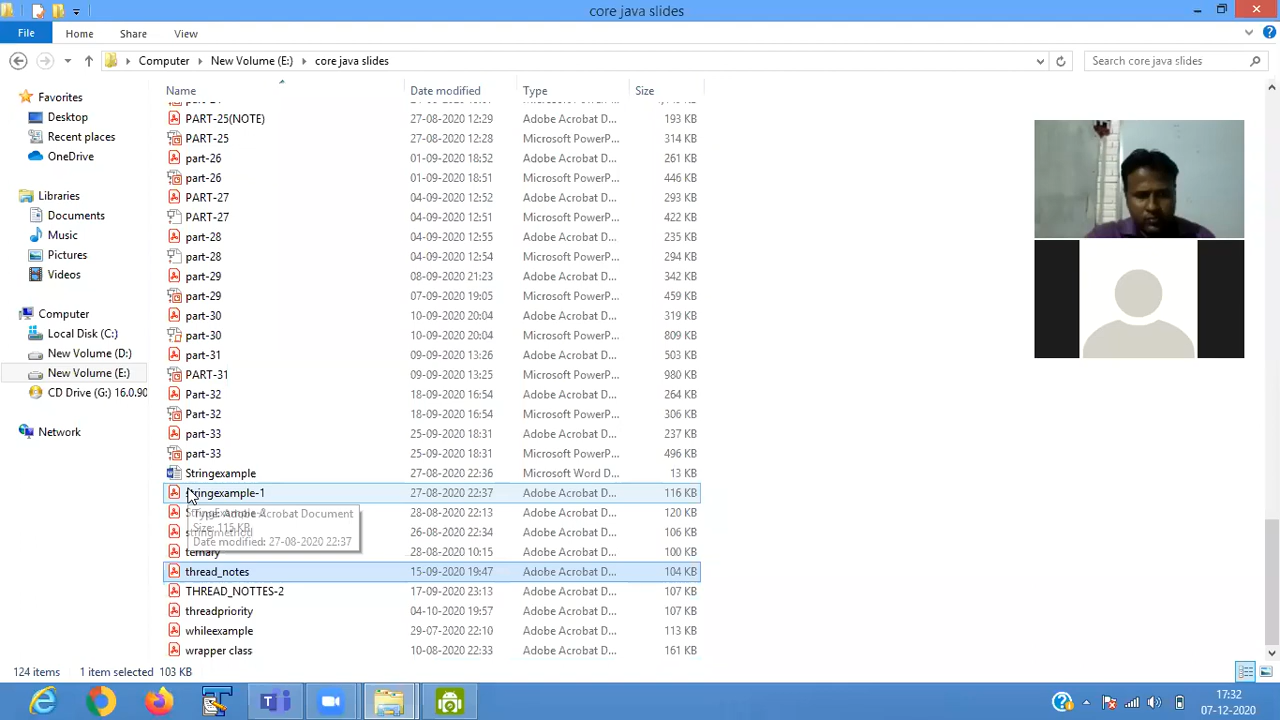 core java slides
File Home Share View
Computer New Volume (E:) core java slides Search core java slides
Name Date modified Type Size
Favorites
Desktop
Recent places
OneDrive
Libraries
Documents
Music
Pictures
Videos
Computer
Local Disk (C:)
New Volume (D:)
New Volume (E:)
CD Drive (G:) 16.0.90
Network
PART-25(NOTE) 27-08-2020 12:29 Adobe Acrobat D... 193 KB
PART-25 27-08-2020 12:28 Microsoft PowerP... 314 KB
part-26 01-09-2020 18:52 Adobe Acrobat D... 261 KB
part-26 01-09-2020 18:51 Microsoft PowerP... 446 KB
PART-27 04-09-2020 12:52 Adobe Acrobat D... 293 KB
PART-27 04-09-2020 12:51 Microsoft PowerP... 422 KB
part-28 04-09-2020 12:55 Adobe Acrobat D... 235 KB
part-28 04-09-2020 12:54 Microsoft PowerP... 294 KB
part-29 08-09-2020 21:23 Adobe Acrobat D... 342 KB
part-29 07-09-2020 19:05 Microsoft PowerP... 459 KB
part-30 10-09-2020 20:04 Adobe Acrobat D... 319 KB
part-30 10-09-2020 20:04 Microsoft PowerP... 809 KB
part-31 09-09-2020 13:26 Adobe Acrobat D... 503 KB
PART-31 09-09-2020 13:25 Microsoft PowerP... 980 KB
Part-32 18-09-2020 16:54 Adobe Acrobat D... 264 KB
Part-32 18-09-2020 16:54 Microsoft PowerP... 306 KB
part-33 25-09-2020 18:31 Adobe Acrobat D... 237 KB
part-33 25-09-2020 18:31 Microsoft PowerP... 496 KB
Stringexample 27-08-2020 22:36 Microsoft Word D... 13 KB
Stringexample-1 27-08-2020 22:37 Adobe Acrobat D... 116 KB
28-08-2020 22:13 Adobe Acrobat D... 120 KB
26-08-2020 22:34 Adobe Acrobat D... 106 KB
Type: Adobe Acrobat Document
Size: 115 KB
Date modified: 27-08-2020 22:37
ternary 28-08-2020 10:15 Adobe Acrobat D... 100 KB
thread_notes 15-09-2020 19:47 Adobe Acrobat D... 104 KB
THREAD_NOTTES-2 17-09-2020 23:13 Adobe Acrobat D... 107 KB
threadpriority 04-10-2020 19:57 Adobe Acrobat D... 107 KB
whileexample 29-07-2020 22:10 Adobe Acrobat D... 113 KB
wrapper class 10-08-2020 22:33 Adobe Acrobat D... 161 KB
124 items 1 item selected 103 KB
17:32
07-12-2020